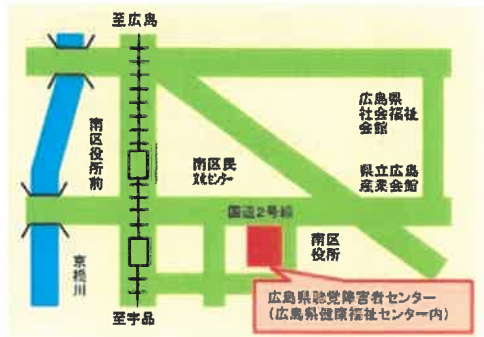 至広島
広島県
社会福祉
会館
南区役所前
南区民
文化センター
県立広島
産業会館
国道2号線
南区
役所
京橋川
広島県聴覚障害者センター
(広島県健康福祉センター内)
至宇品